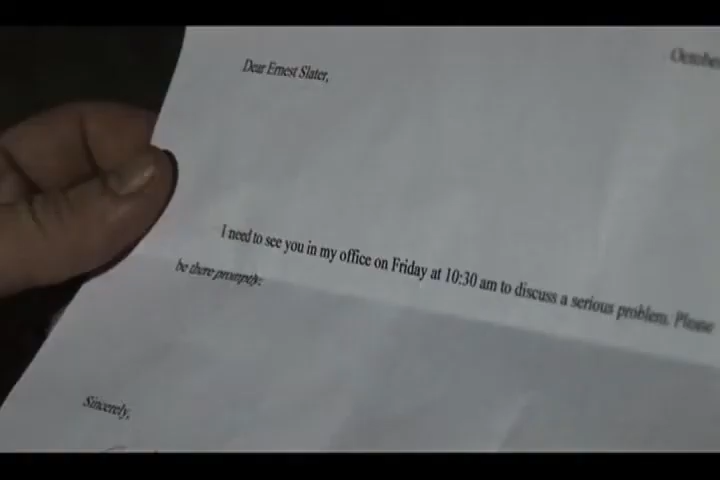 October
Dear Ernest Slater,
I need to see you in my office on Friday at 10:30 am to discuss a serious problem. Please
be there promptly.
Sincerely,